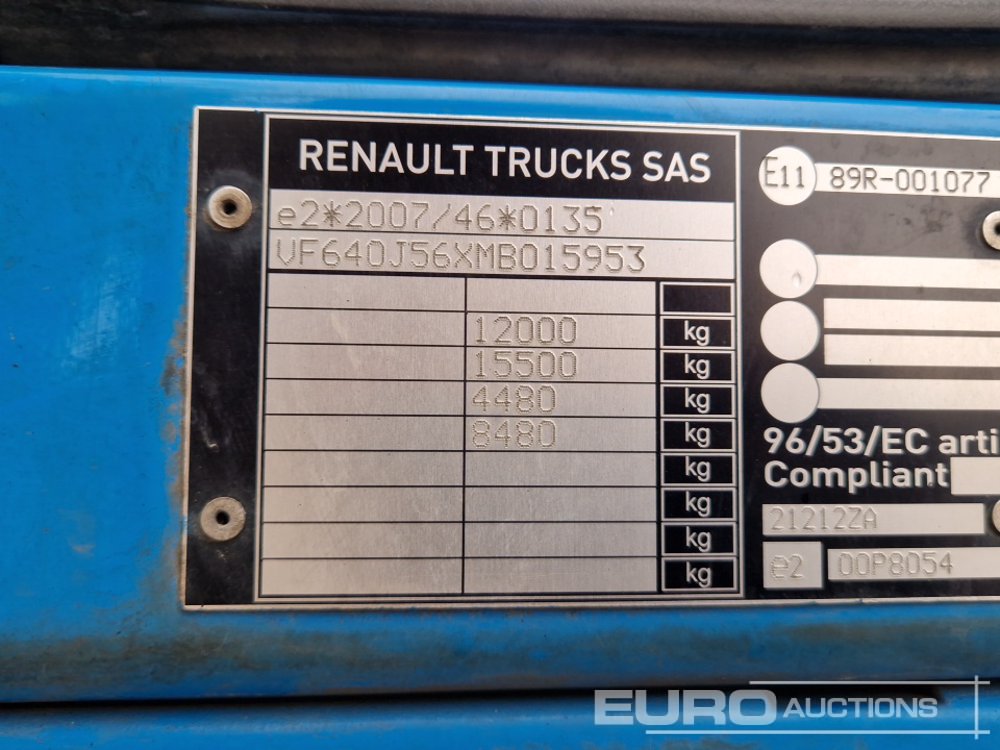 RENAULT TRUCKS SAS
e2*2007/46*0135
VF640J56XMB015953
12000 kg
15500 kg
4480 kg
8480 kg
kg
kg
kg
kg
E11 89R-001077
96/53/EC arti
Compliant
21212ZA
e2 00P8054
EURO AUCTIONS